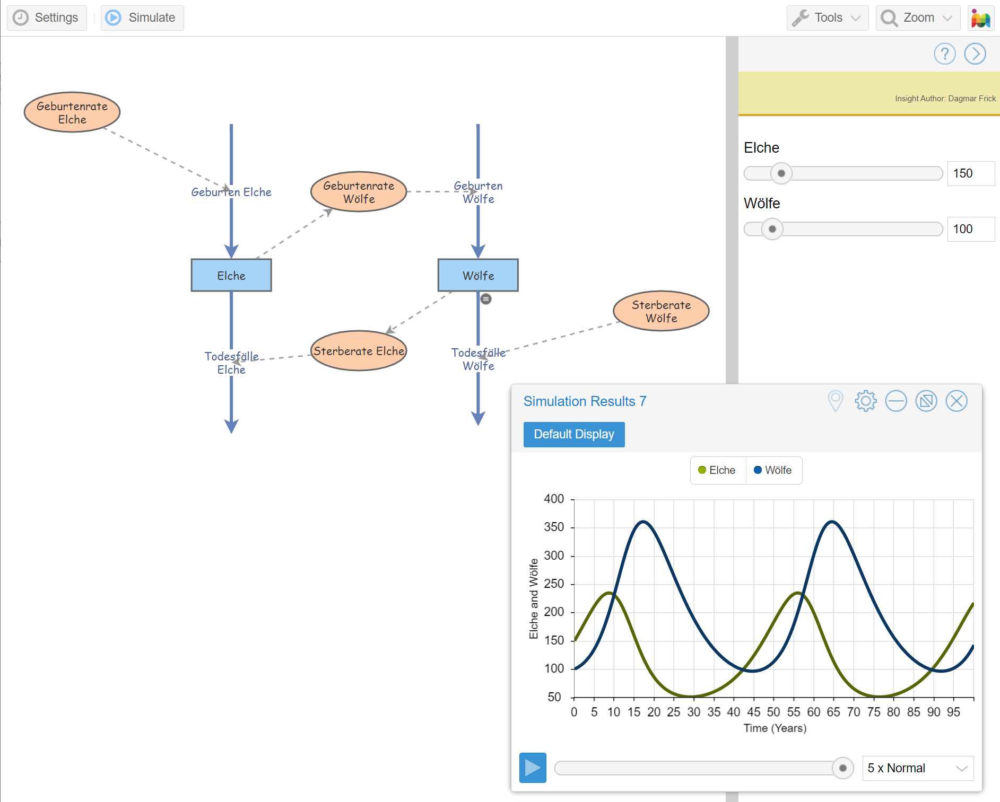 Settings
Simulate
Tools
Zoom
?
Insight Author: Dagmar Frick
Elche
150
Wölfe
100
Geburtenrate
Elche
Geburten Elche
Geburtenrate
Wölfe
Geburten
Wölfe
Elche
Wölfe
=
Sterberate
Wölfe
Sterberate Elche
Todesfälle
Elche
Todesfälle
Wölfe
Simulation Results 7
Default Display
Elche
Wölfe
Elche and Wölfe
400
350
300
250
200
150
100
50
0 5 10 15 20 25 30 35 40 45 50 55 60 65 70 75 80 85 90 95
Time (Years)
5 x Normal